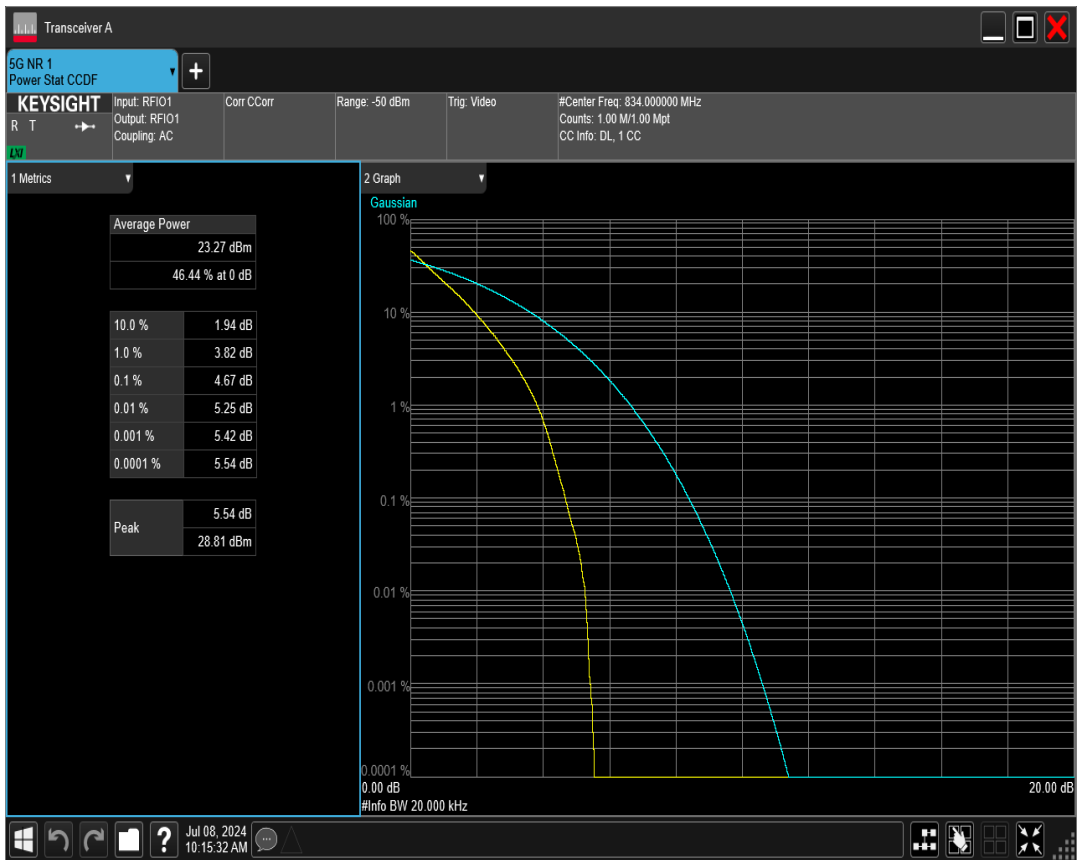 Transceiver A
5G NR 1
Power Stat CCDF
KEYSIGHT
R T
LXI
Input: RFIO1
Output: RFIO1
Coupling: AC
Corr CCorr
Range: -50 dBm
Trig: Video
#Center Freq: 834.000000 MHz
Counts: 1.00 M/1.00 Mpt
CC Info: DL, 1 CC
1 Metrics
Average Power
23.27 dBm
46.44 % at 0 dB
10.0 % 1.94 dB
1.0 % 3.82 dB
0.1 % 4.67 dB
0.01 % 5.25 dB
0.001 % 5.42 dB
0.0001 % 5.54 dB
Peak
5.54 dB
28.81 dBm
2 Graph
Gaussian
100 %
10 %
1 %
0.1 %
0.01 %
0.001 %
0.0001 %
0.00 dB
20.00 dB
#Info BW 20.000 kHz
Jul 08, 2024
10:15:32 AM